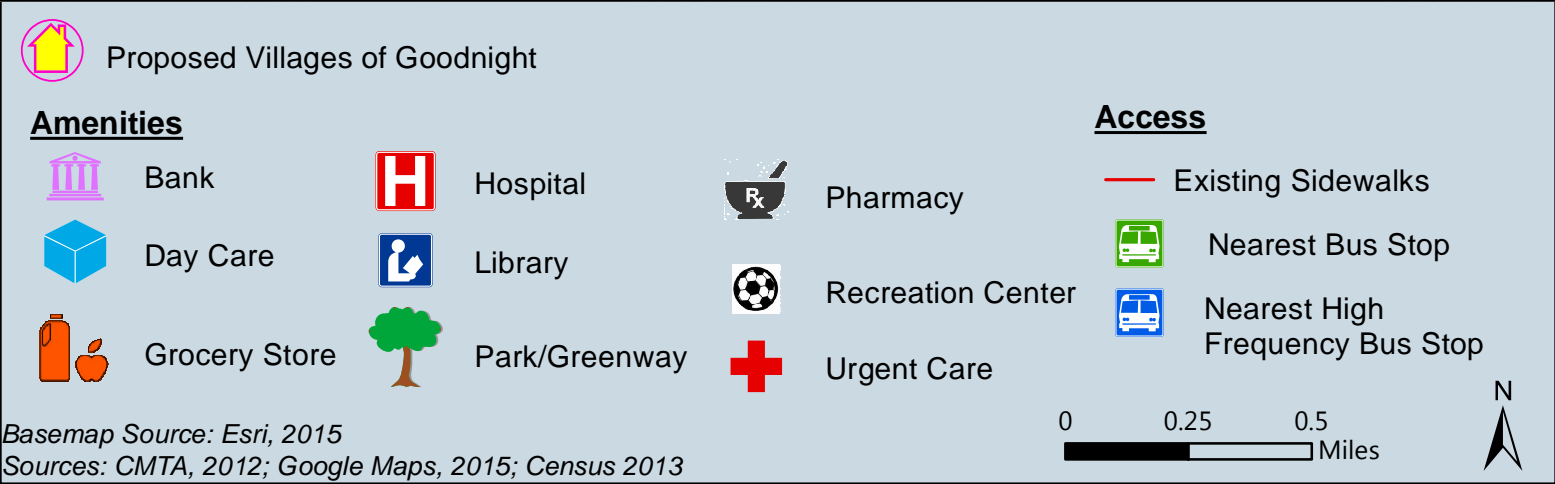 Proposed Villages of Goodnight
Amenities
Bank
Day Care
Grocery Store
H
Hospital
Library
Park/Greenway
Rx
Pharmacy
Recreation Center
Urgent Care
Access
Existing Sidewalks
Nearest Bus Stop
Nearest High
Frequency Bus Stop
Basemap Source: Esri, 2015
Sources: CMTA, 2012; Google Maps, 2015; Census 2013
0 0.25 0.5
Miles
N